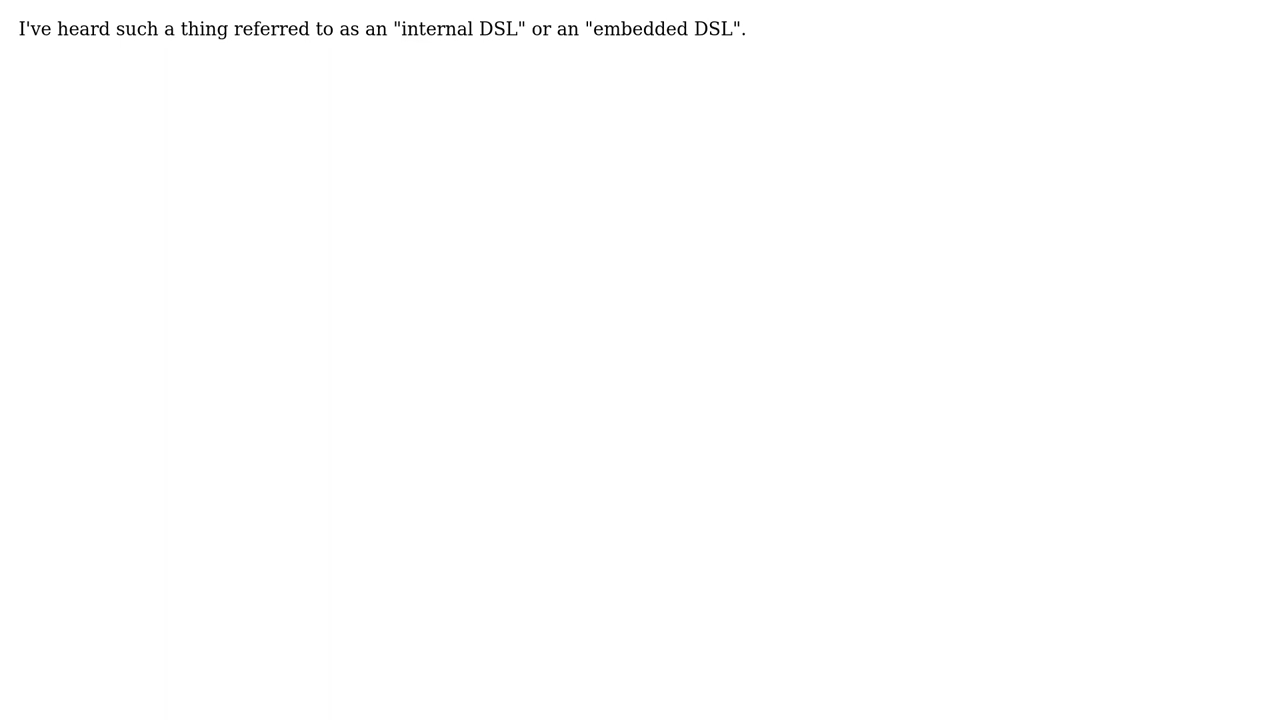 I've heard such a thing referred to as an "internal DSL" or an "embedded DSL".